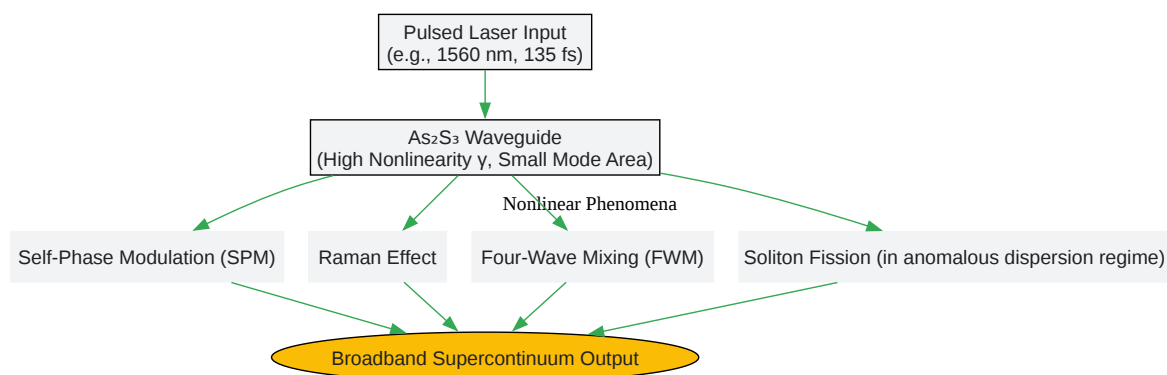 Pulsed Laser Input
(e.g., 1560 nm, 135 fs)
As₂S₃ Waveguide
(High Nonlinearity γ, Small Mode Area)
Nonlinear Phenomena
Self-Phase Modulation (SPM)
Raman Effect
Four-Wave Mixing (FWM)
Soliton Fission (in anomalous dispersion regime)
Broadband Supercontinuum Output